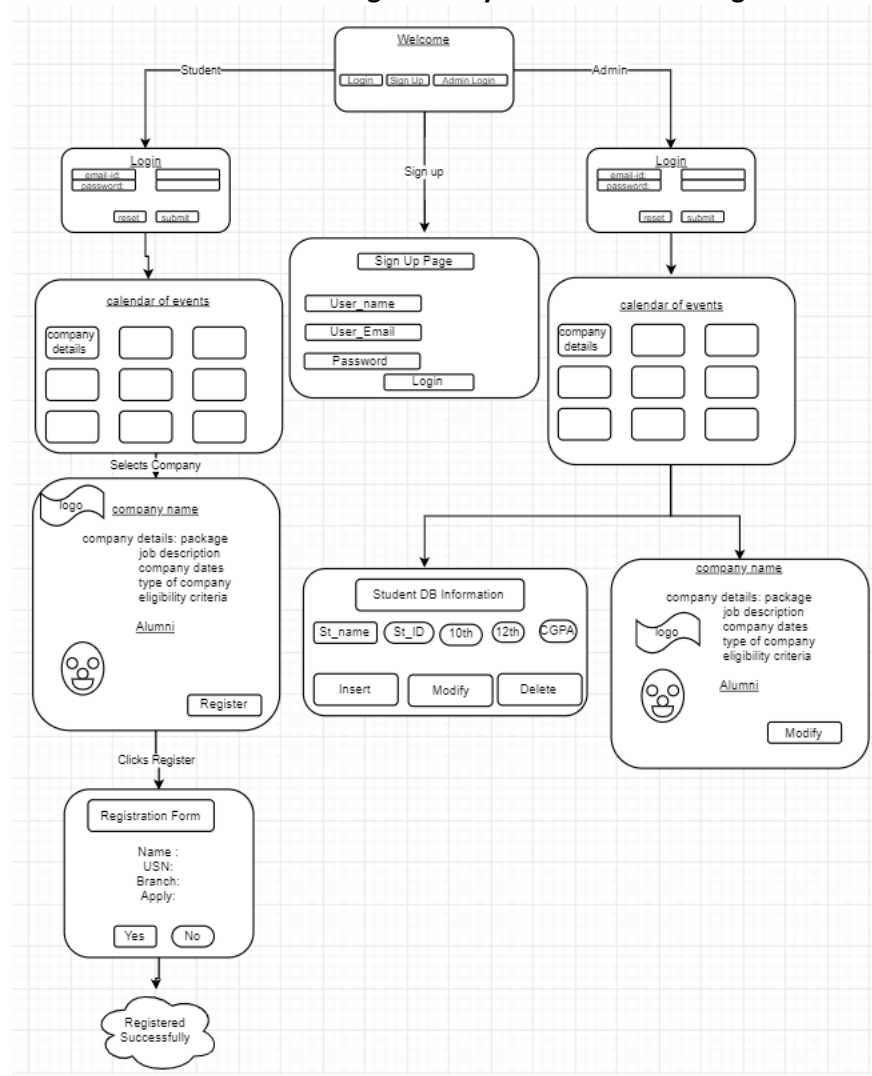 Welcome
Login Sign Up Admin Login
Student
Admin
Sign up
Login
email-id:
password:
reset submit
Login
email-id:
password:
reset submit
Sign Up Page
User_name
User_Email
Password
Login
calendar of events
company
details
calendar of events
company
details
Selects Company
logo
company name
company details: package
job description
company dates
type of company
eligibility criteria
Alumni
Register
Student DB Information
St_name St_ID 10th 12th CGPA
Insert Modify Delete
company name
company details: package
job description
logo
company dates
type of company
eligibility criteria
Alumni
Modify
Clicks Register
Registration Form
Name :
USN:
Branch:
Apply:
Yes No
Registered
Successfully